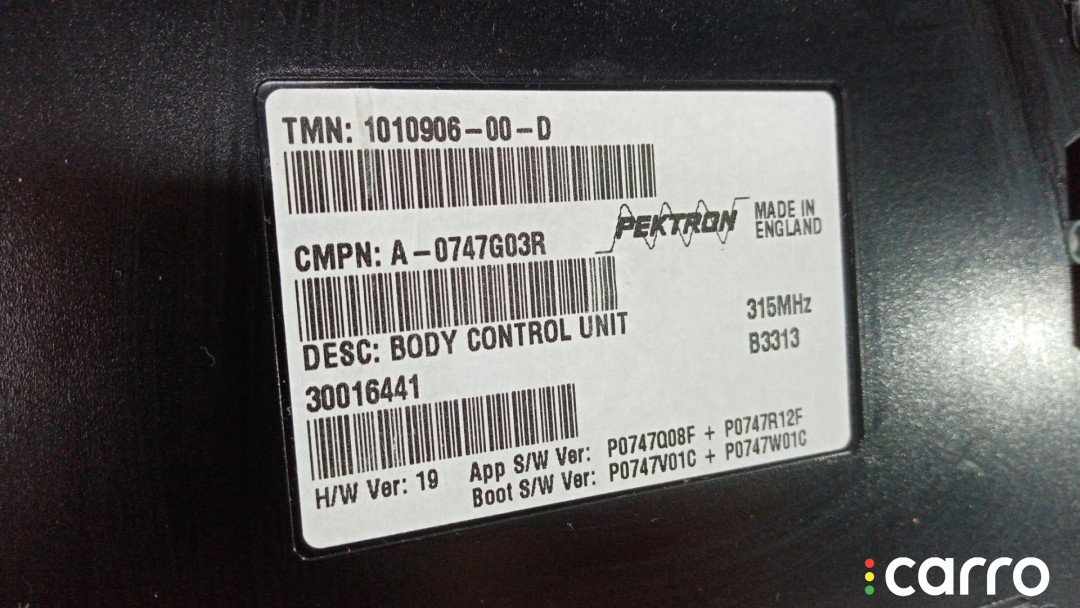 TMN: 1010906-00-D
CMPN: A-0747G03R
PEKTRON
MADE IN
ENGLAND
DESC: BODY CONTROL UNIT
315MHz
B3313
30016441
H/W Ver: 19
App S/W Ver: P0747Q08F + P0747R12F
Boot S/W Ver: P0747V01C + P0747W01C
carro